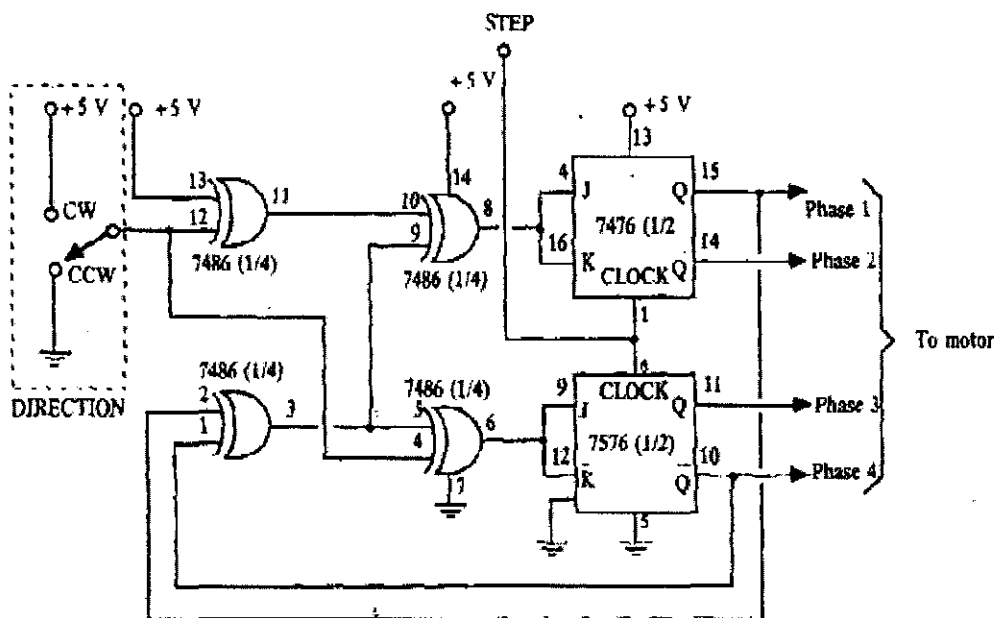 STEP
+5 V
+5 V
+5 V
+5 V
13
4
15
J
Q
Phase 1
7476 (1/2
16
14
K
CLOCK
Q
Phase 2
1
CW
CCW
DIRECTION
13
12
11
7486 (1/4)
14
10
9
8
7486 (1/4)
To motor
7486 (1/4)
2
1
3
7486 (1/4)
5
4
6
7
9
CLOCK
11
J
Q
Phase 3
7576 (1/2)
12
10
K̅
Q̅
Phase 4
5